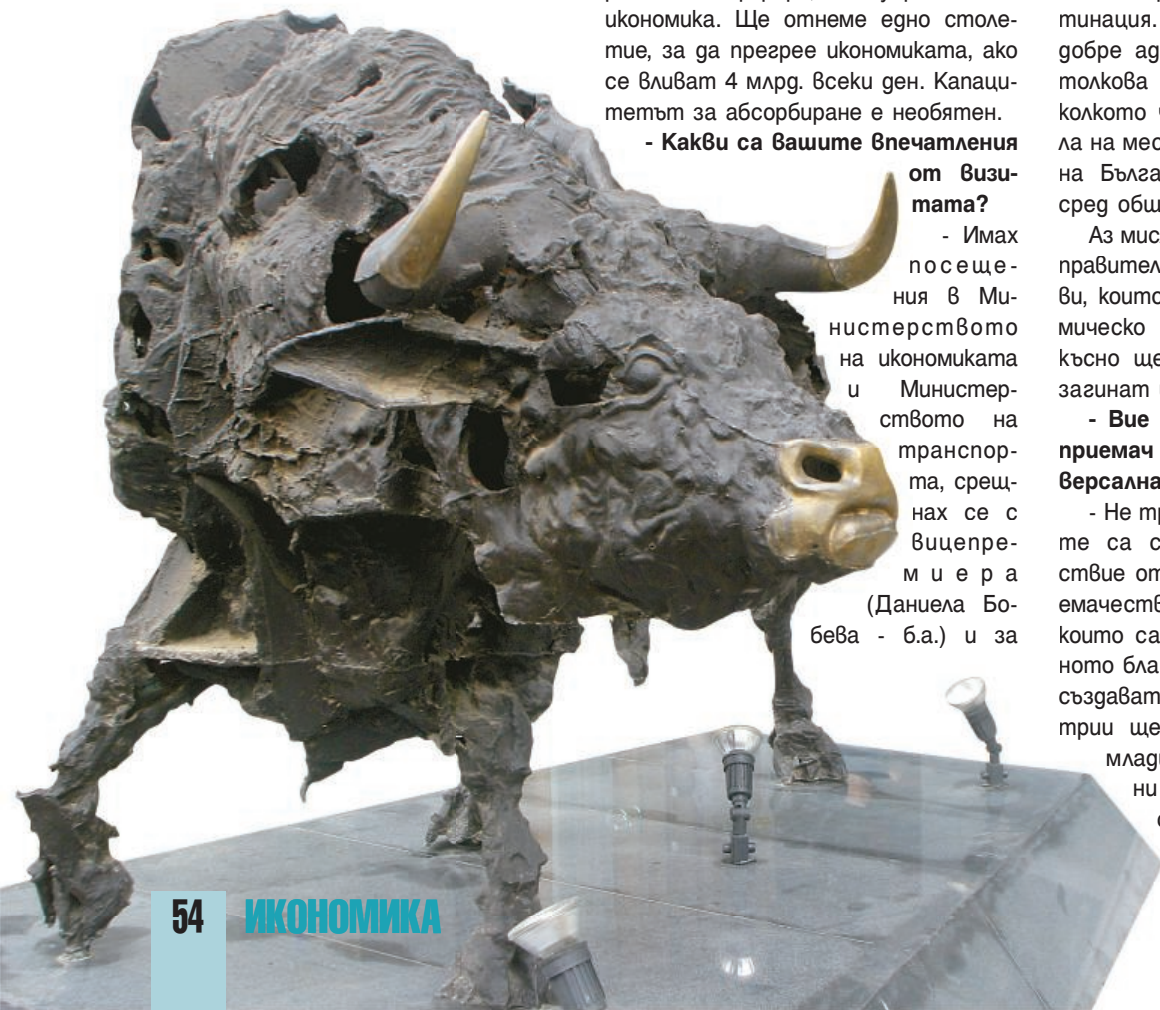 икономика. Ще отнеме едно столе-
тие, за да прегрее икономиката, ако
се вливат 4 млрд. всеки ден. Капаци-
тетът за абсорбиране е необятен.
- Какви са вашите впечатления
от визи-
тата?
- Имах
посеще-
ния в Ми-
нистерството
на икономиката
и Министер-
ството на
транспор-
та, срещ-
нах се с
вицепре-
миера
(Даниела Бо-
бева - б.а.) и за
тинация.
добре ад
толкова
колкото
ла на мес
на Бълга
сред общ
Аз мис
правител
ви, които
мическо
късно ще
загинат
- Вие
приемач
версална
- Не тр
те са с
ствие от
емачеств
които са
ното бла
създават
трии ще
млади
ни
54 ИКОНОМИКА